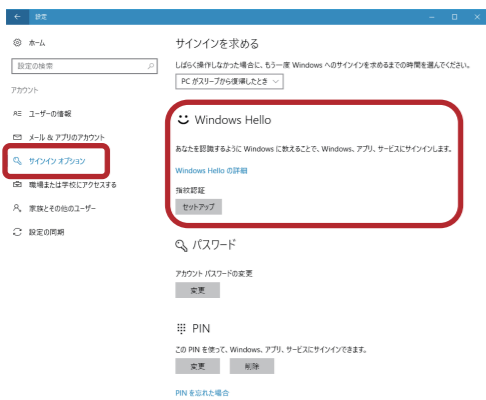 設定
ホーム
設定の検索
アカウント
ユーザーの情報
メール & アプリのアカウント
サインイン オプション
職場または学校にアクセスする
家族とその他のユーザー
設定の同期
サインインを求める
しばらく操作しなかった場合に、もう一度 Windows へのサインインを求めるまでの時間を選んでください。
PC がスリープから復帰したとき
Windows Hello
あなたを認識するように Windows に教えることで、Windows、アプリ、サービスにサインインします。
Windows Hello の詳細
指紋認証
セットアップ
パスワード
アカウント パスワードの変更
変更
PIN
この PIN を使って、Windows、アプリ、サービスにサインインできます。
変更 削除
PIN を忘れた場合